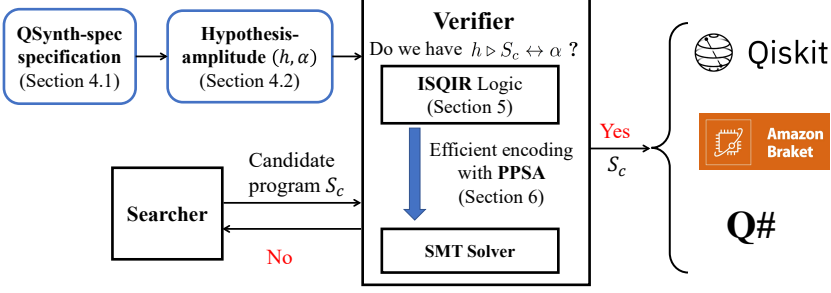 QSynth-spec
specification
(Section 4.1)
Hypothesis-
amplitude (h, α)
(Section 4.2)
Verifier
Do we have h ▹ S_c ↔ α ?
ISQIR Logic
(Section 5)
Efficient encoding
with PPSA
(Section 6)
SMT Solver
Searcher
Candidate
program S_c
No
Yes
S_c
Qiskit
Amazon
Braket
Q#